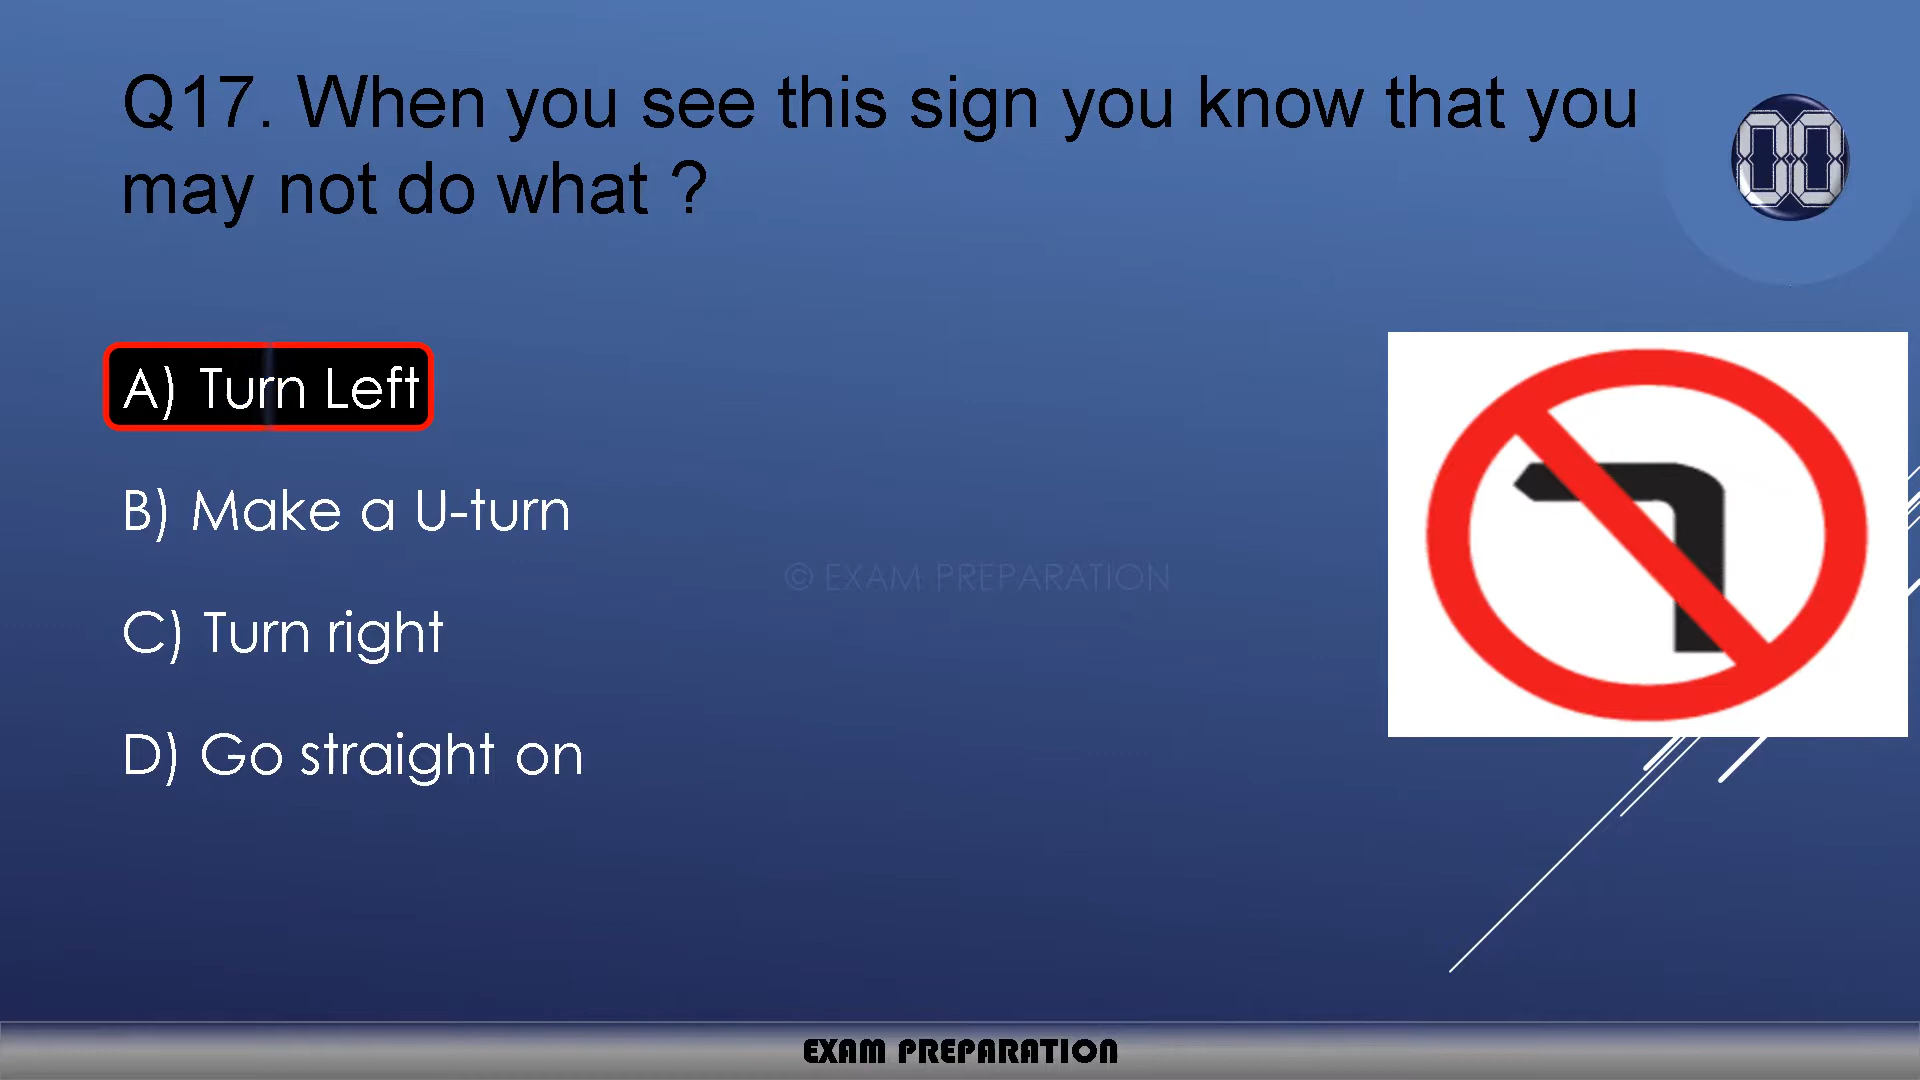 Q17. When you see this sign you know that you
may not do what ?
00
A) Turn Left
B) Make a U-turn
© EXAM PREPARATION
C) Turn right
D) Go straight on
EXAM PREPARATION